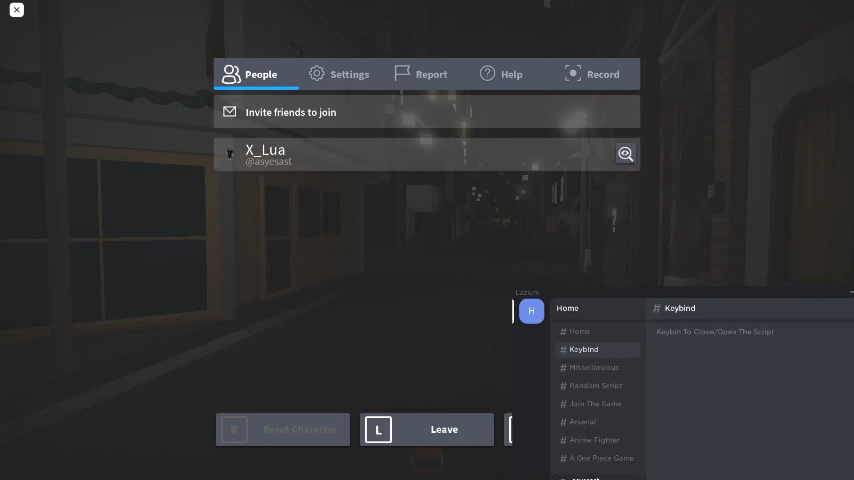 People
Settings
Report
Help
Record
Invite friends to join
X_Lua
@asyesast
R
Reset Character
L
Leave
Lazium
H
Home
# Keybind
# Home
# Keybind
# Miscellaneous
# Random Script
# Join The Game
# Arsenal
# Anime Fighter
# A One Piece Game
Keybin To Close/Open The Script